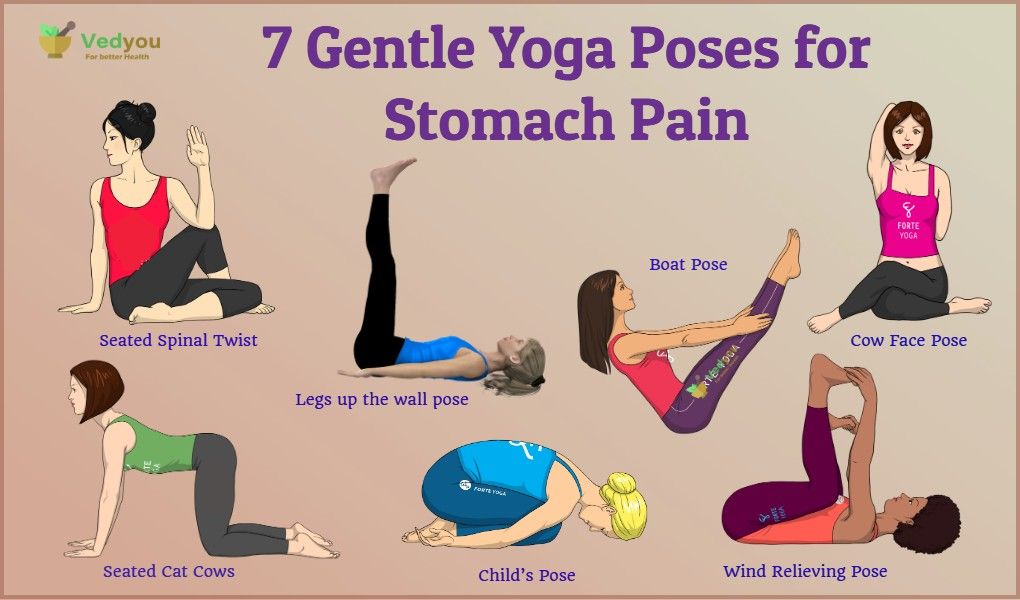 Vedyou
For better Health
7 Gentle Yoga Poses for
Stomach Pain
FORTE
YOGA
Boat Pose
Seated Spinal Twist
Cow Face Pose
Legs up the wall pose
FORTE YOGA
Seated Cat Cows
Child's Pose
Wind Relieving Pose